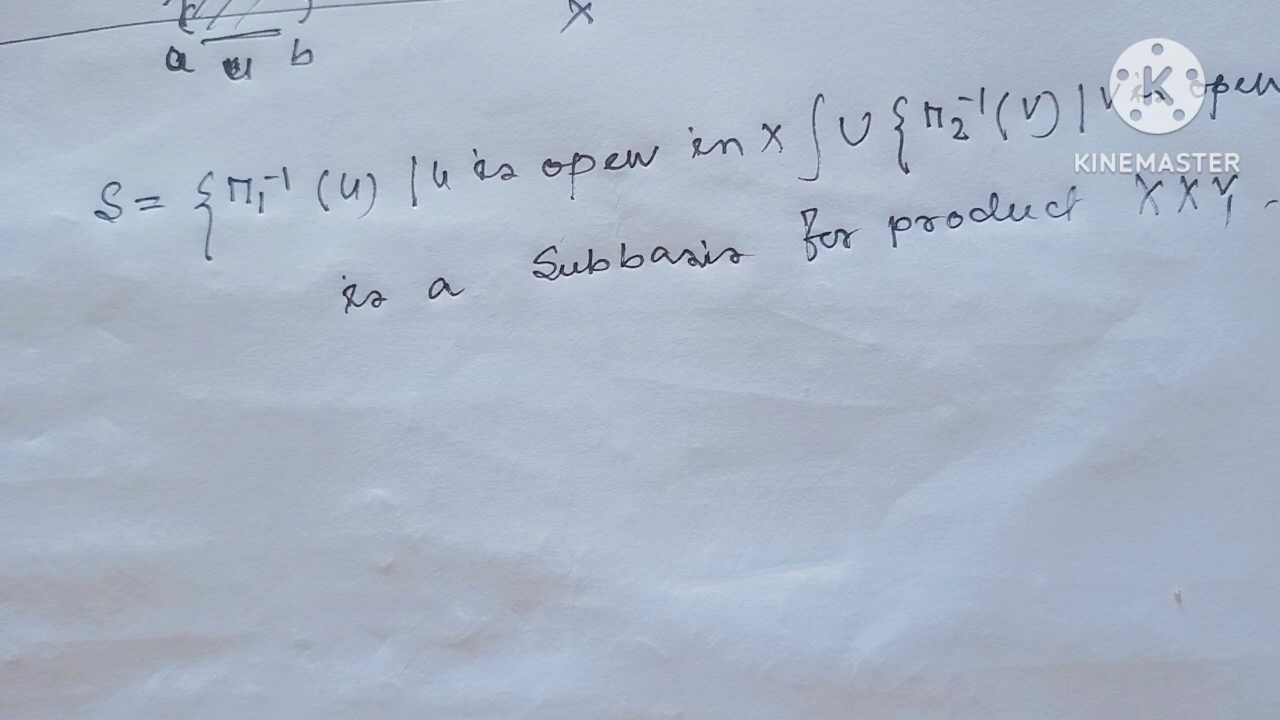 X
a u b
S = {π₁⁻¹(u) | u is open in X} ∪ {π₂⁻¹(V) | V is open
is a Subbasis for product X × Y
K
KINEMASTER